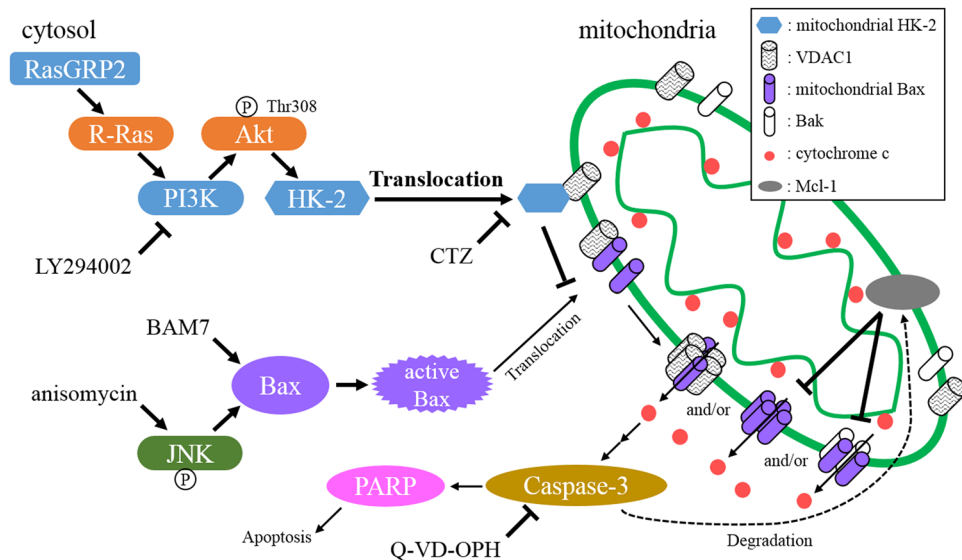 cytosol
mitochondria
RasGRP2
R-Ras
P
Thr308
Akt
PI3K
HK-2
Translocation
LY294002
CTZ
: mitochondrial HK-2
: VDAC1
: mitochondrial Bax
: Bak
: cytochrome c
: Mcl-1
BAM7
anisomycin
Bax
active
Bax
Translocation
JNK
P
and/or
and/or
PARP
Caspase-3
Apoptosis
Q-VD-OPH
Degradation